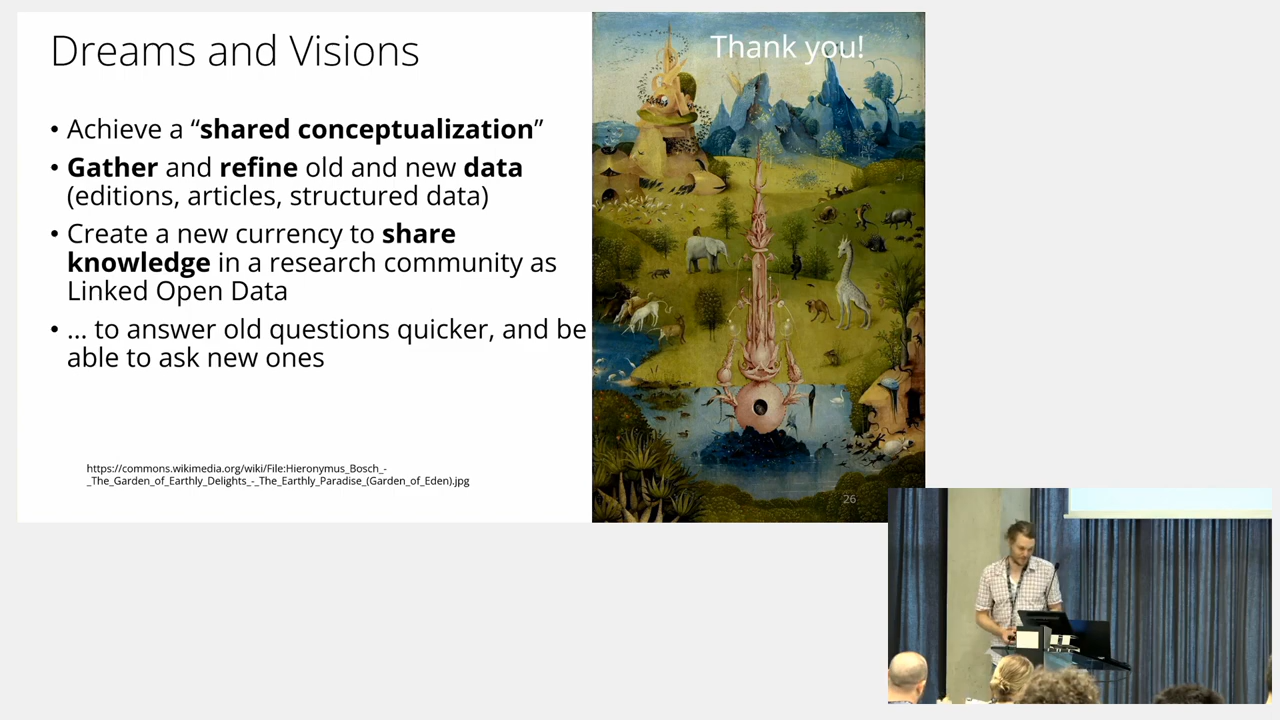 Dreams and Visions
Thank you!
• Achieve a “shared conceptualization”
• Gather and refine old and new data
(editions, articles, structured data)
• Create a new currency to share
knowledge in a research community as
Linked Open Data
• … to answer old questions quicker, and be
able to ask new ones
https://commons.wikimedia.org/wiki/File:Hieronymus_Bosch_-
_The_Garden_of_Earthly_Delights_-_The_Earthly_Paradise_(Garden_of_Eden).jpg
26